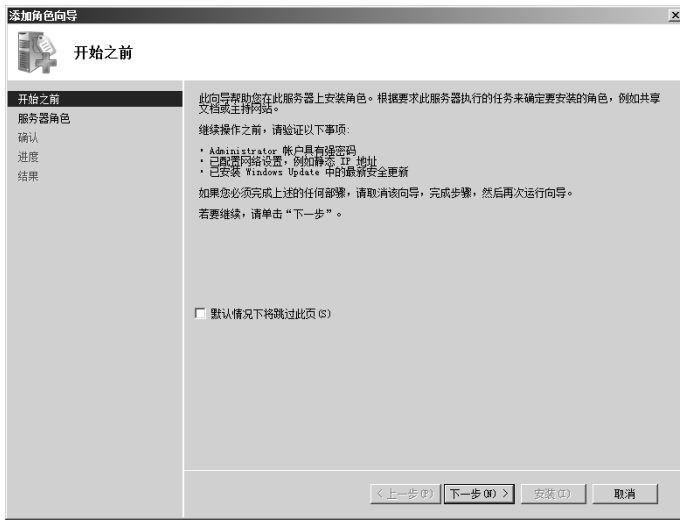 添加角色向导
开始之前
开始之前
服务器角色
确认
进度
结果
此向导帮助您在此服务器上安装角色。根据要求此服务器执行的任务来确定要安装的角色，例如共享
文档或主持网站。
继续操作之前，请验证以下事项:
· Administrator 帐户具有强密码
· 已配置网络设置，例如静态 IP 地址
· 已安装 Windows Update 中的最新安全更新
如果您必须完成上述的任何部骤，请取消该向导，完成步骤，然后再次运行向导。
若要继续，请单击“下一步”。
默认情况下将跳过此页(S)
< 上一步(P)
下一步(N) >
安装(I)
取消